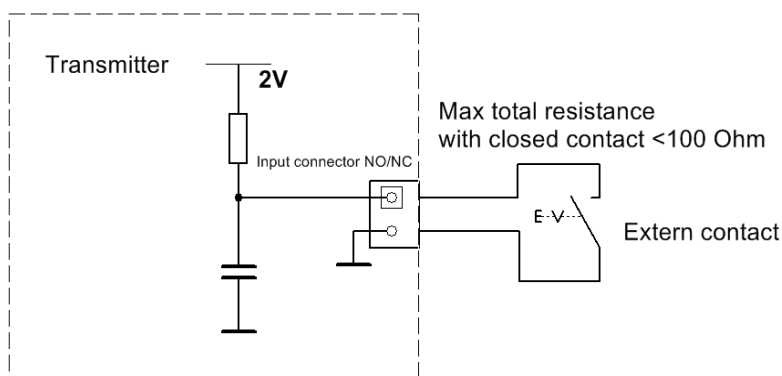 Transmitter
2V
Max total resistance
with closed contact <100 Ohm
Input connector NO/NC
E-V
Extern contact